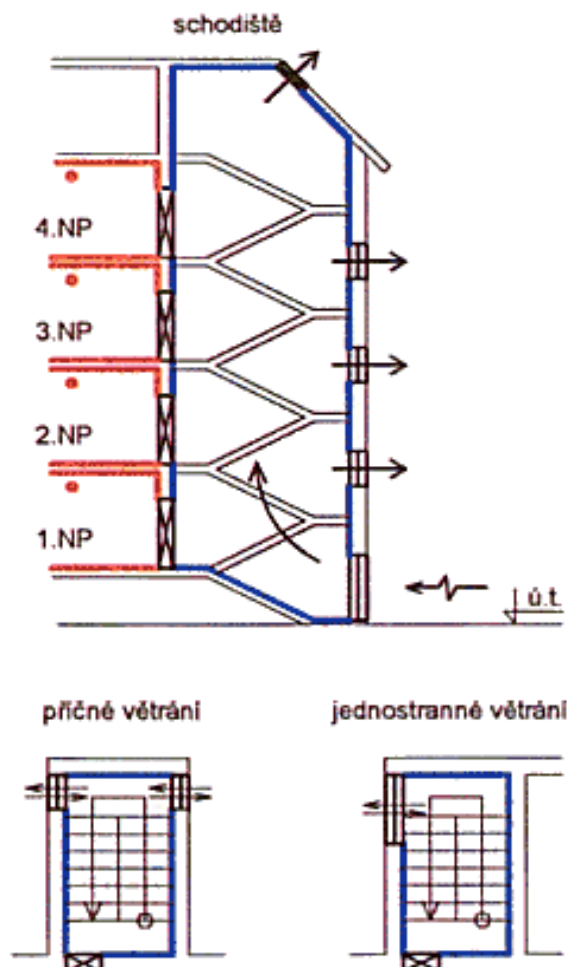 schodiště
4.NP
3.NP
2.NP
1.NP
ú.t.
příčné větrání
jednostranné větrání